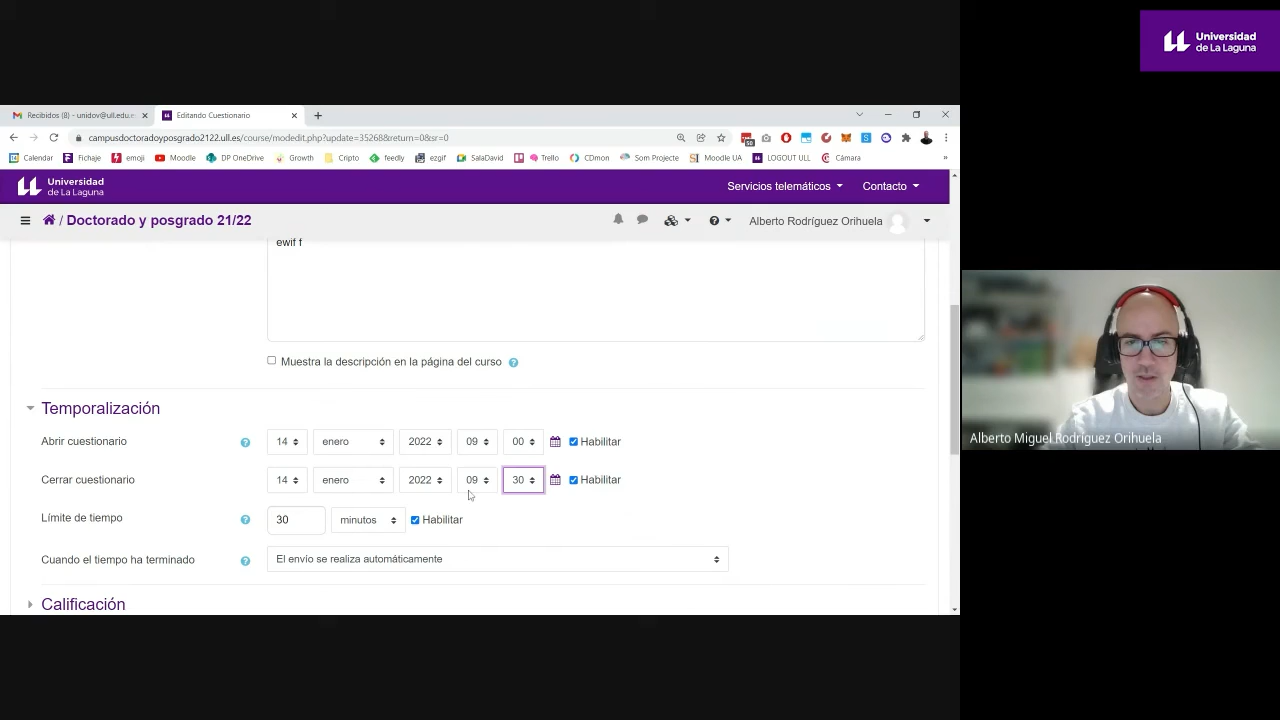 Universidad
de La Laguna
Recibidos (8) - unidov@ull.edu.e
Editando Cuestionario
campusdoctoradoyposgrado2122.ull.es/course/modedit.php?update=35268&return=0&sr=0
50
Calendar
Fichaje
emoji
Moodle
DP OneDrive
Growth
Cripto
feedly
ezgif
SalaDavid
Trello
CDmon
Som Projecte
Moodle UA
LOGOUT ULL
Cámara
»
Universidad
de La Laguna
Servicios telemáticos
Contacto
/ Doctorado y posgrado 21/22
Alberto Rodríguez Orihuela
ewif f
Muestra la descripción en la página del curso
Temporalización
Abrir cuestionario 14 enero 2022 09 00 Habilitar
Cerrar cuestionario 14 enero 2022 09 30 Habilitar
Límite de tiempo 30 minutos Habilitar
Cuando el tiempo ha terminado El envío se realiza automáticamente
Calificación
Alberto Miguel Rodríguez Orihuela